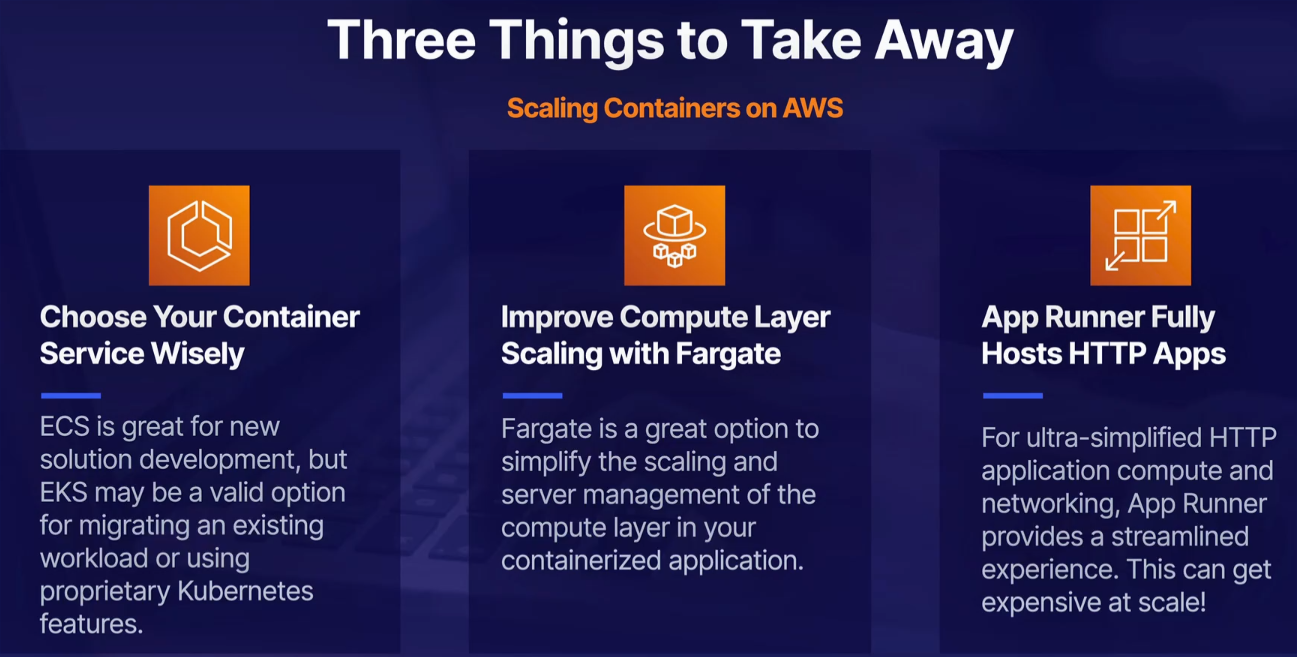 Three Things to Take Away
Scaling Containers on AWS
Choose Your Container
Service Wisely
ECS is great for new
solution development, but
EKS may be a valid option
for migrating an existing
workload or using
proprietary Kubernetes
features.
Improve Compute Layer
Scaling with Fargate
Fargate is a great option to
simplify the scaling and
server management of the
compute layer in your
containerized application.
App Runner Fully
Hosts HTTP Apps
For ultra-simplified HTTP
application compute and
networking, App Runner
provides a streamlined
experience. This can get
expensive at scale!